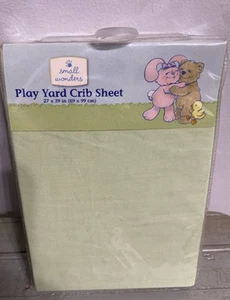 small
wonders
Play Yard Crib Sheet
27 x 39 in (69 x 99 cm)